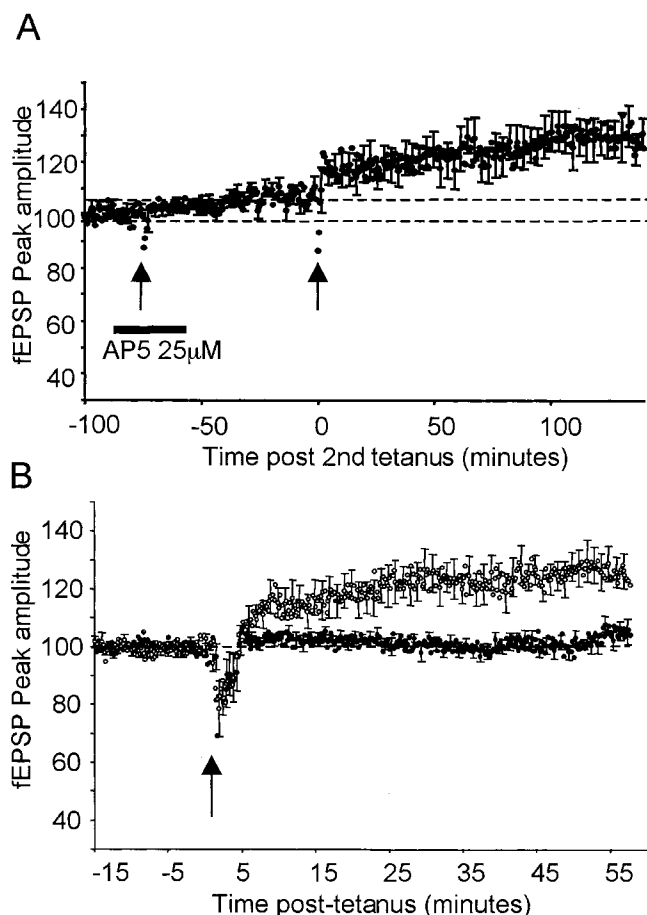 A
fEPSP Peak amplitude
140
120
100
80
60
40
AP5 25µM
-100 -50 0 50 100
Time post 2nd tetanus (minutes)
B
fEPSP Peak amplitude
140
120
100
80
60
40
-15 -5 5 15 25 35 45 55
Time post-tetanus (minutes)